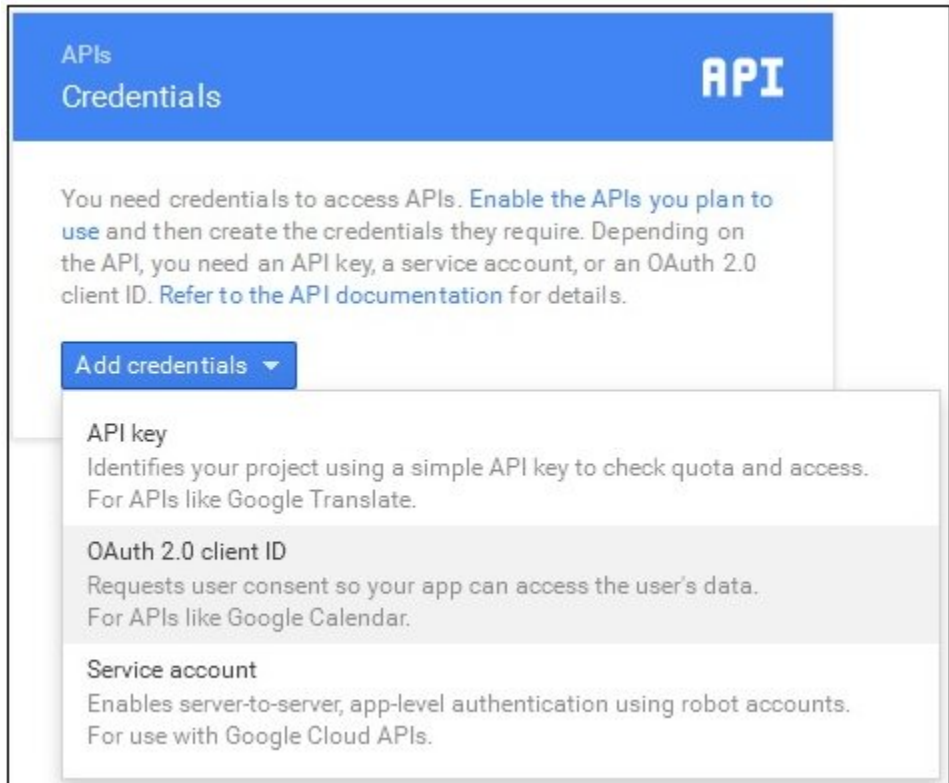 APIs
Credentials
API
You need credentials to access APIs. Enable the APIs you plan to
use and then create the credentials they require. Depending on
the API, you need an API key, a service account, or an OAuth 2.0
client ID. Refer to the API documentation for details.
Add credentials
API key
Identifies your project using a simple API key to check quota and access.
For APIs like Google Translate.
OAuth 2.0 client ID
Requests user consent so your app can access the user's data.
For APIs like Google Calendar.
Service account
Enables server-to-server, app-level authentication using robot accounts.
For use with Google Cloud APIs.